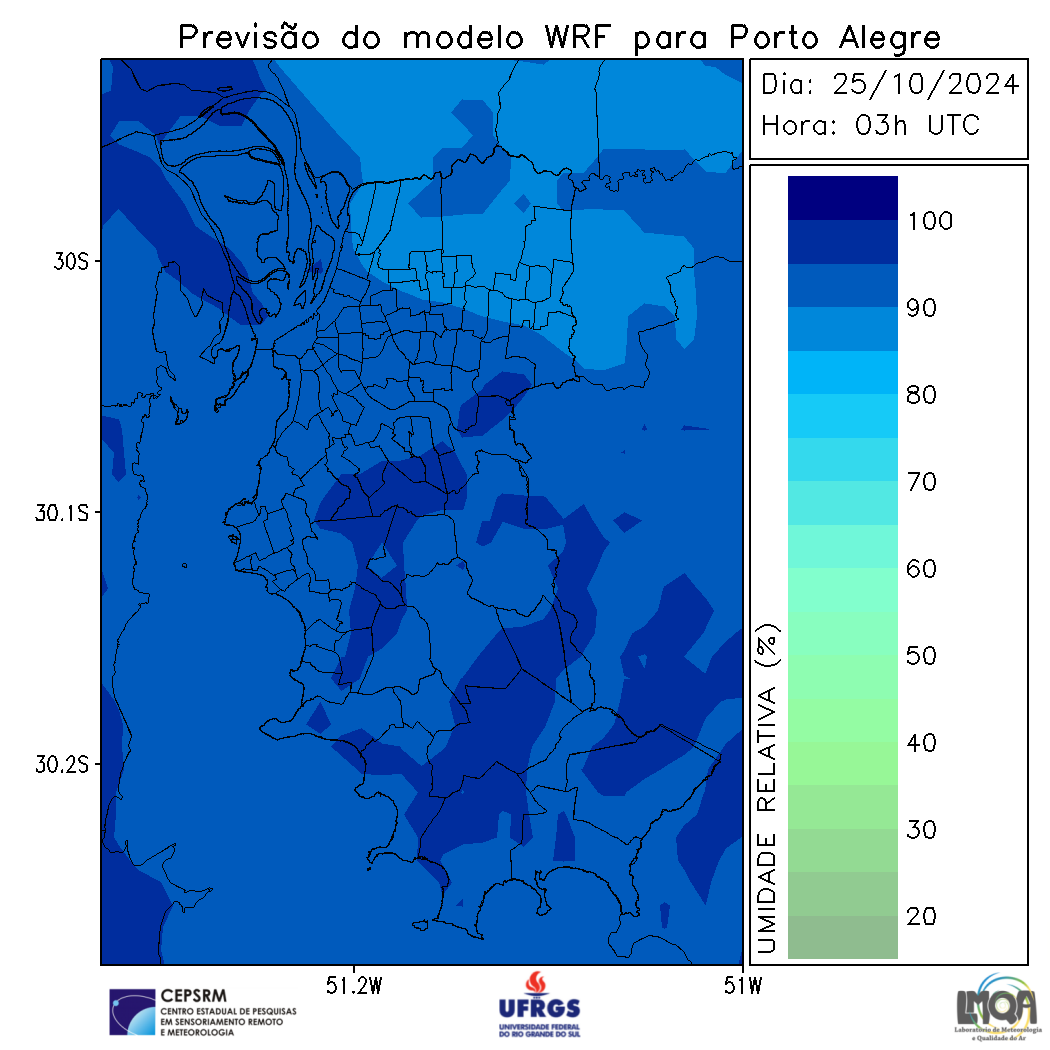 Previsão do modelo WRF para Porto Alegre
Dia: 25/10/2024
Hora: 03h UTC
100
90
80
70
60
50
40
30
20
UMIDADE RELATIVA (%)
30S
30.1S
30.2S
51.2W
51W
CEPSRM
CENTRO ESTADUAL DE PESQUISAS
EM SENSORIAMENTO REMOTO
E METEOROLOGIA
UFRGS
UNIVERSIDADE FEDERAL
DO RIO GRANDE DO SUL
LMQA
Laboratório de Meteorologia
e Qualidade do Ar